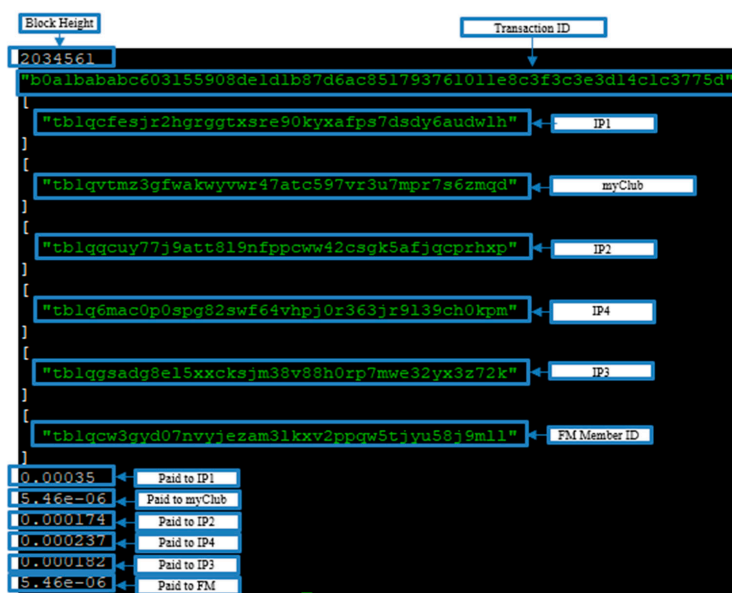 Block Height
Transaction ID
2034561
"b0a1bababc603155908de1d1b87d6ac851793761011e8c3f3c3e3d14c1c3775d"
[
"tb1qcfesjr2hgrggtxsre90kyxafps7dsdy6audwlh" IP1
]
[
"tb1qvtmz3gfwakwyvwr47atc597vr3u7mpr7s6zmqd" myClub
]
[
"tb1qqcuy77j9att8l9nfppcww42csgk5afjqcprhxp" IP2
]
[
"tb1q6mac0p0spg82swf64vhpj0r363jr9l39ch0kpm" IP4
]
[
"tb1qgsadg8el5xxcksjm38v88h0rp7mwe32yx3z72k" IP3
]
[
"tb1qcw3gyd07nvyjezam3lkxv2ppqw5tjyu58j9mll" FM Member ID
]
0.00035 Paid to IP1
5.46e-06 Paid to myClub
0.000174 Paid to IP2
0.000237 Paid to IP4
0.000182 Paid to IP3
5.46e-06 Paid to FM